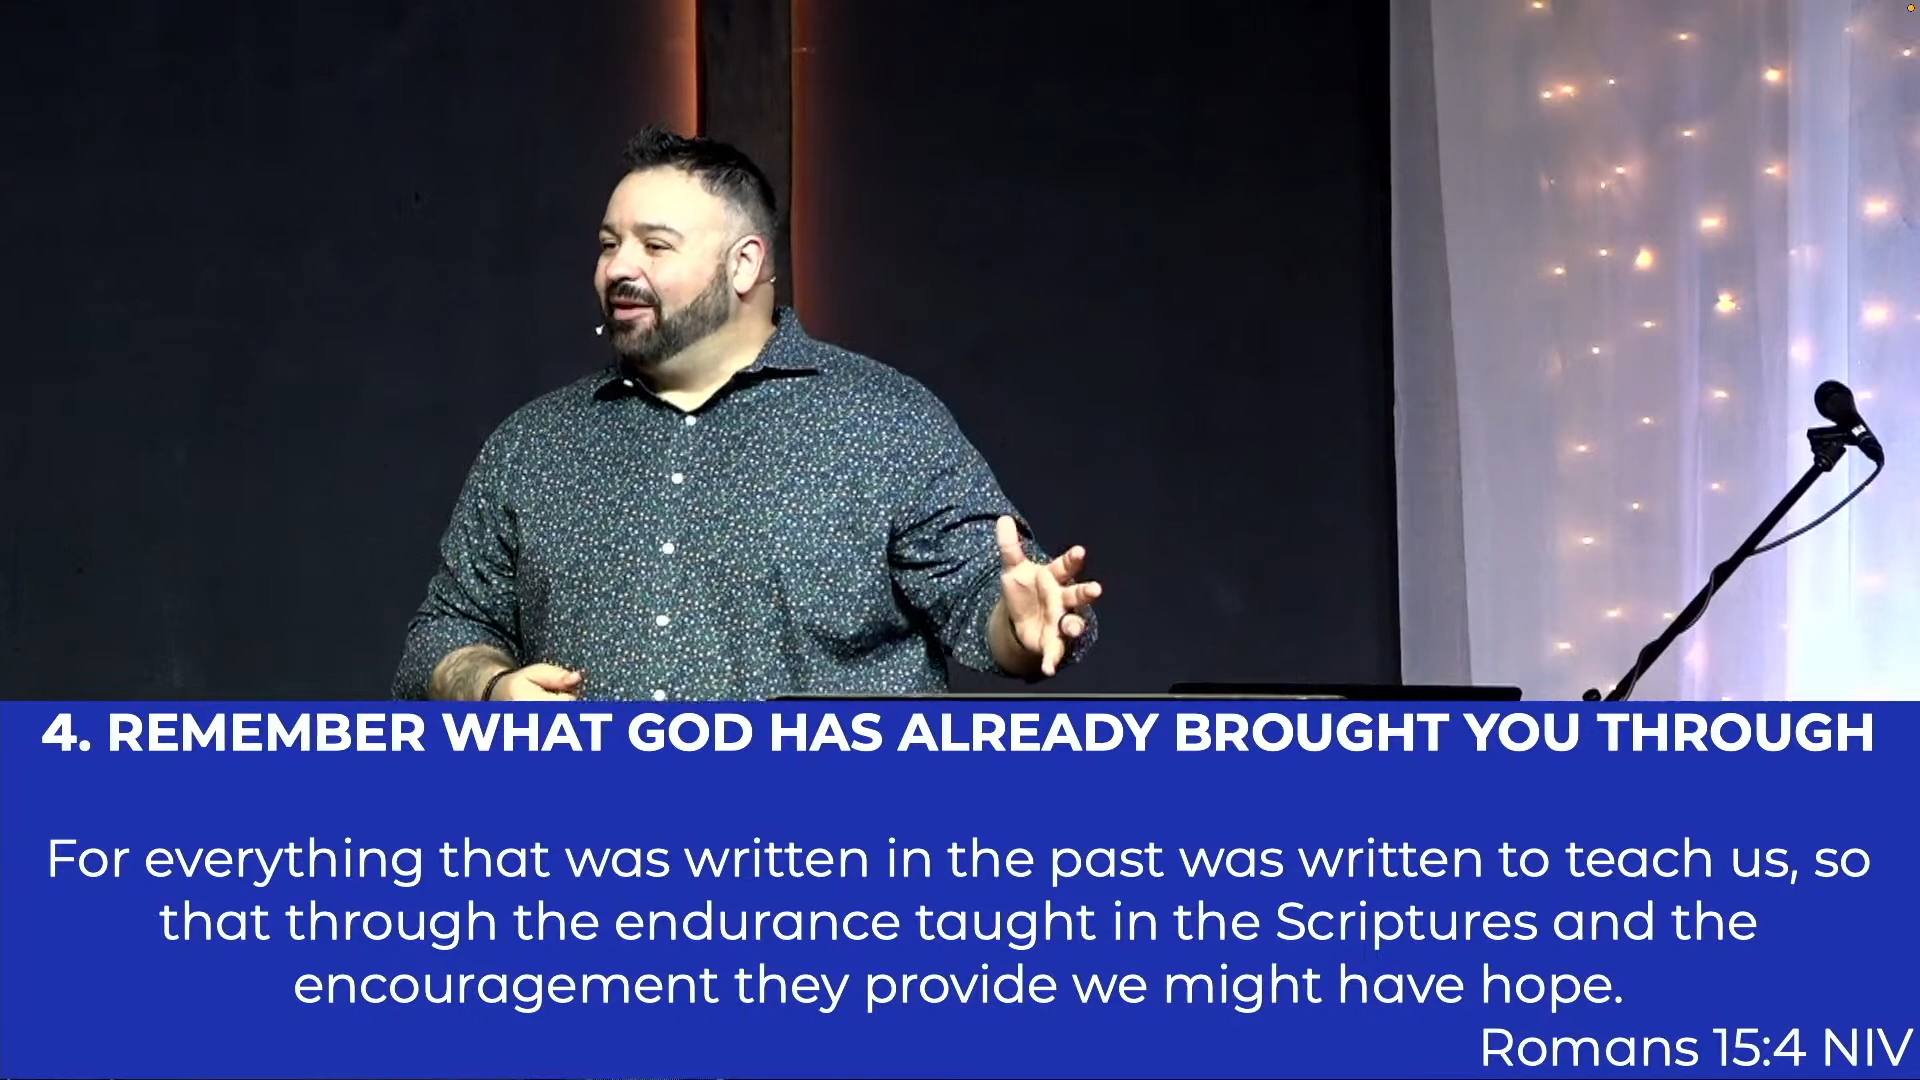 4. REMEMBER WHAT GOD HAS ALREADY BROUGHT YOU THROUGH
For everything that was written in the past was written to teach us, so
that through the endurance taught in the Scriptures and the
encouragement they provide we might have hope.
Romans 15:4 NIV